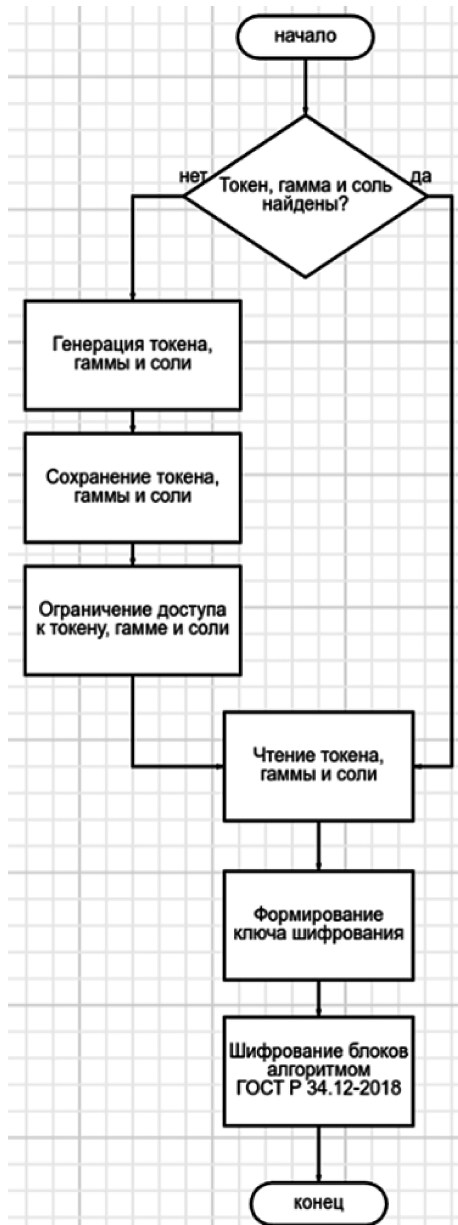 начало
нет
да
Токен, гамма и соль
найдены?
Генерация токена,
гаммы и соли
Сохранение токена,
гаммы и соли
Ограничение доступа
к токену, гамме и соли
Чтение токена,
гаммы и соли
Формирование
ключа шифрования
Шифрование блоков
алгоритмом
ГОСТ Р 34.12-2018
конец